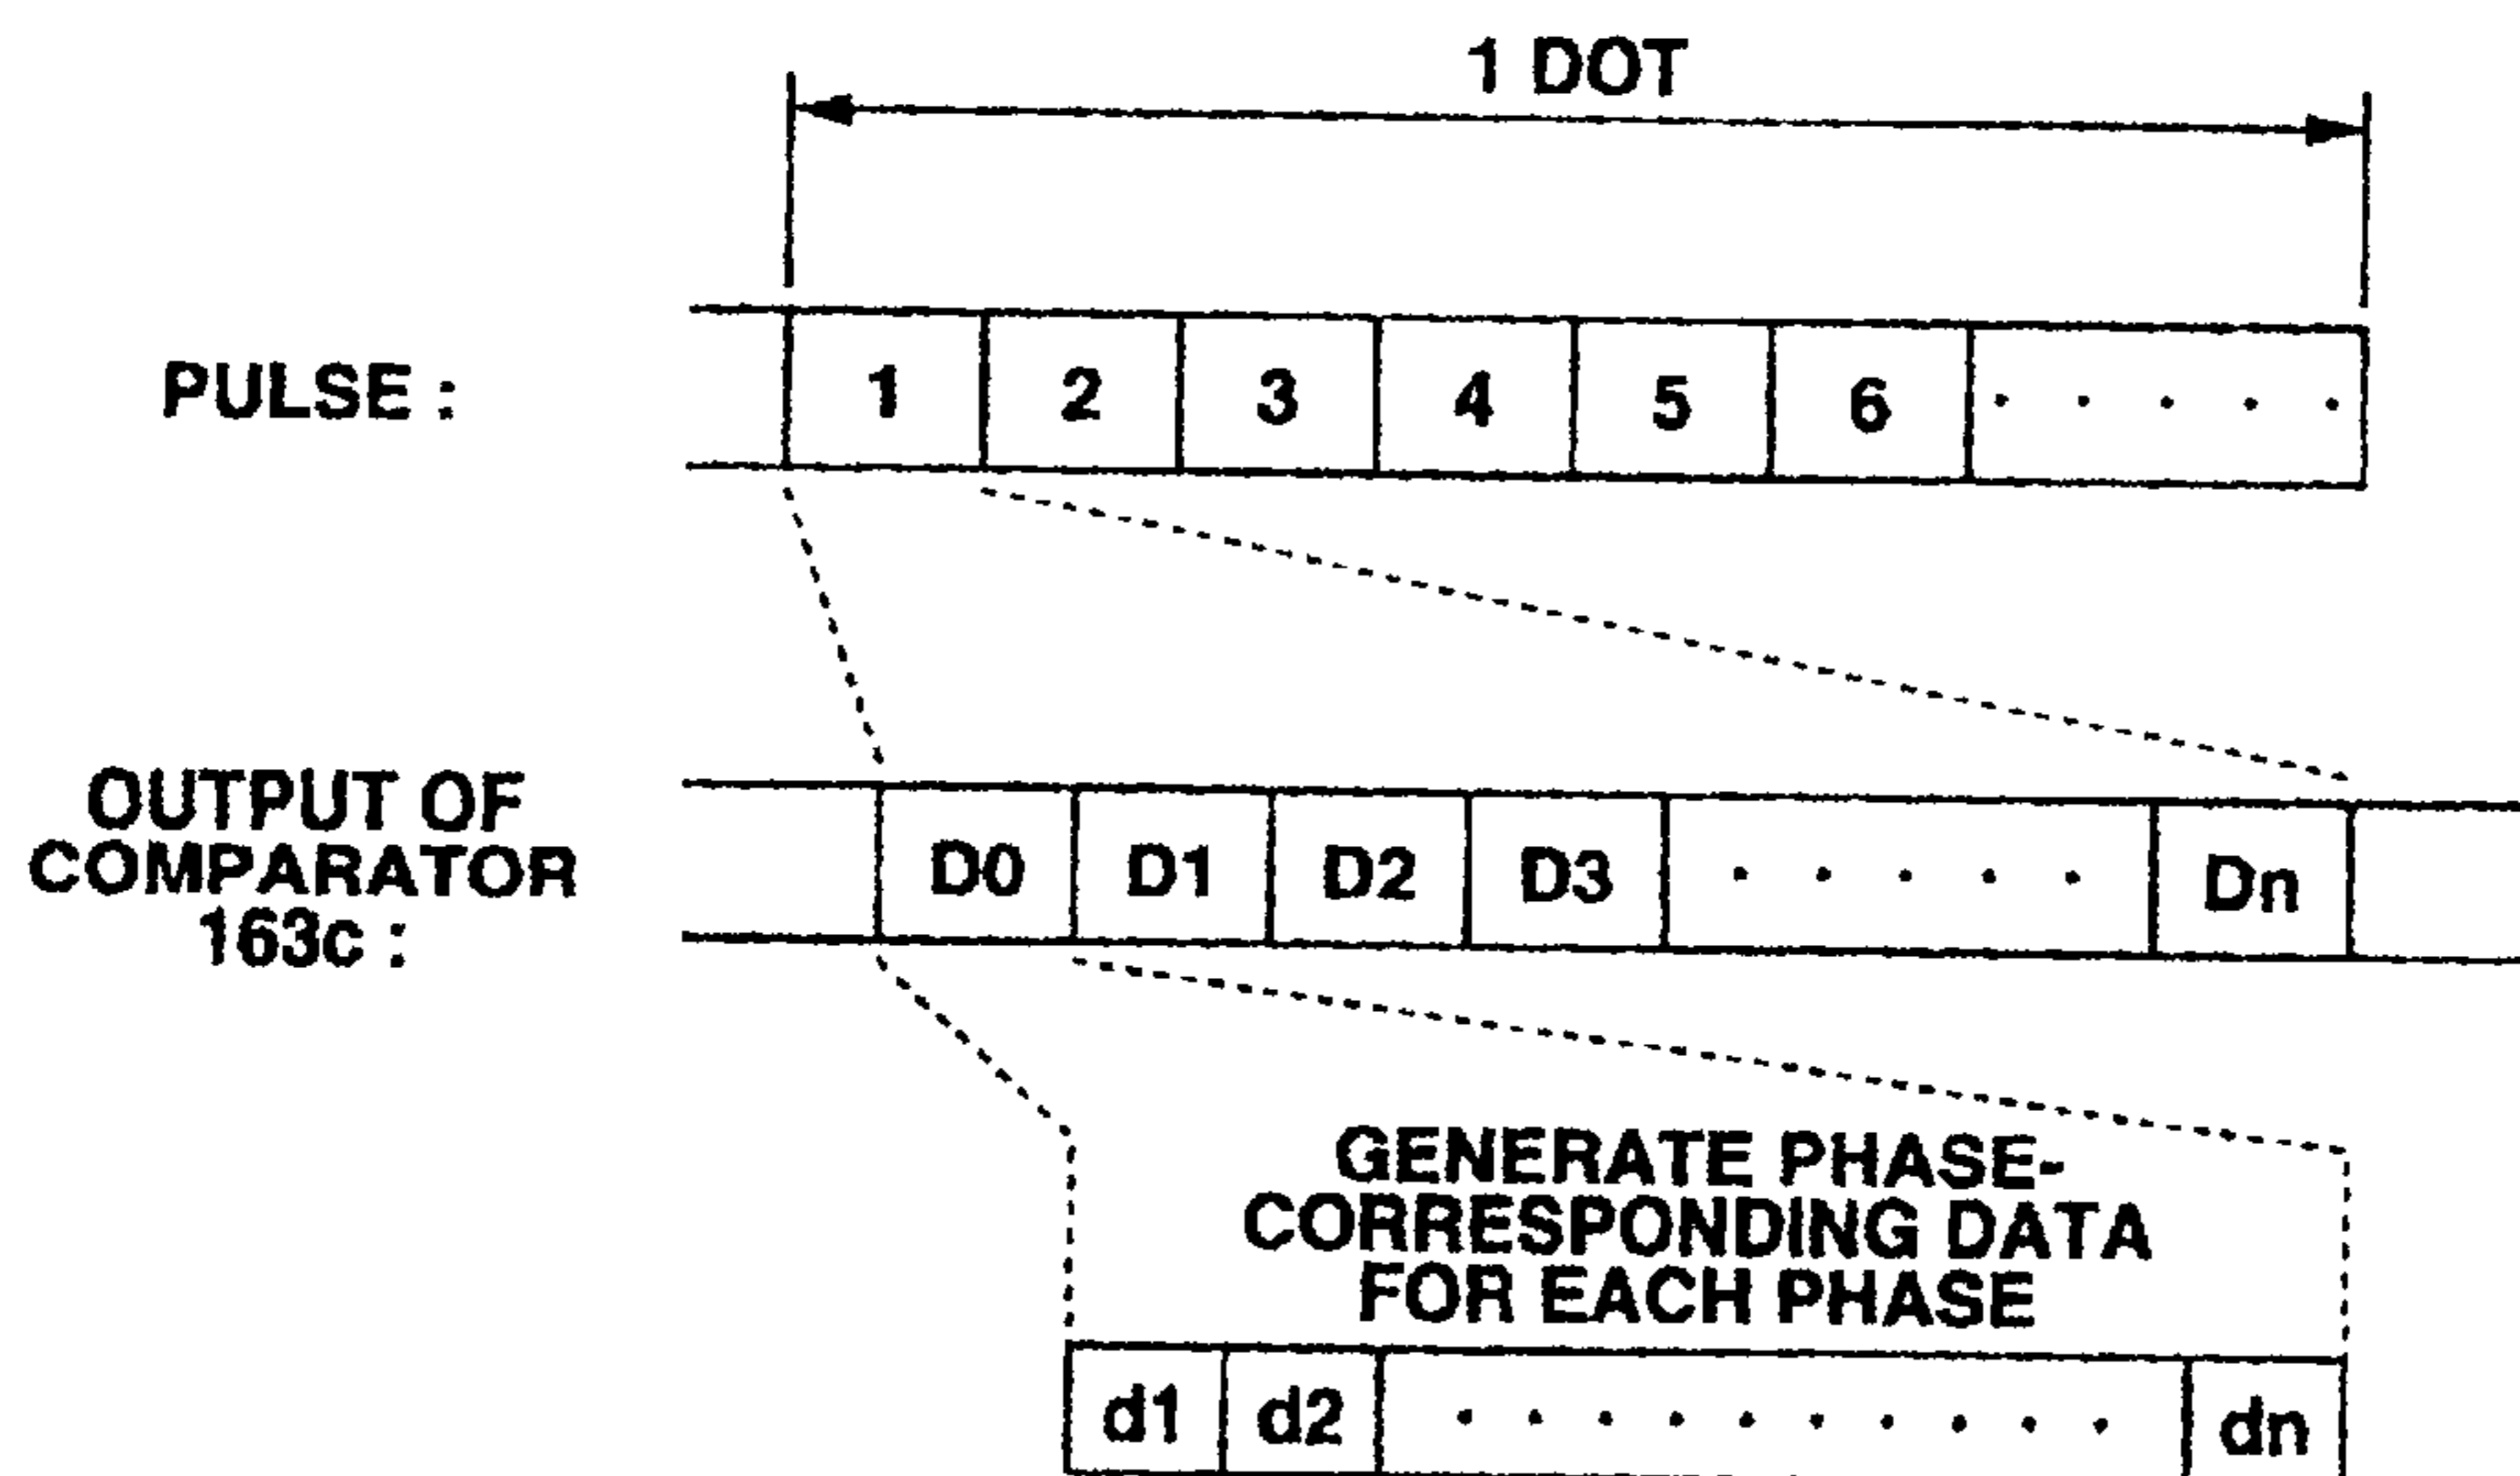 1 DOT
PULSE : 1 2 3 4 5 6 . . . . .
OUTPUT OF
COMPARATOR
163c :
D0 D1 D2 D3 . . . . . Dn
GENERATE PHASE-
CORRESPONDING DATA
FOR EACH PHASE
d1 d2 . . . . . . . . . . dn